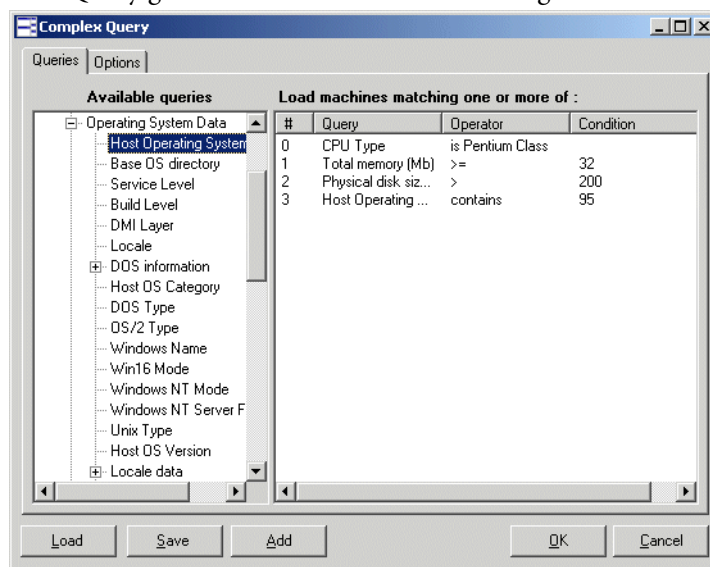 Complex Query
Queries Options
Available queries
Operating System Data
Host Operating System
Base OS directory
Service Level
Build Level
DMI Layer
Locale
DOS information
Host OS Category
DOS Type
OS/2 Type
Windows Name
Win16 Mode
Windows NT Mode
Windows NT Server F
Unix Type
Host OS Version
Locale data
Load machines matching one or more of :
# Query Operator Condition
0 CPU Type is Pentium Class
1 Total memory (Mb) >= 32
2 Physical disk siz... > 200
3 Host Operating ... contains 95
Load Save Add OK Cancel